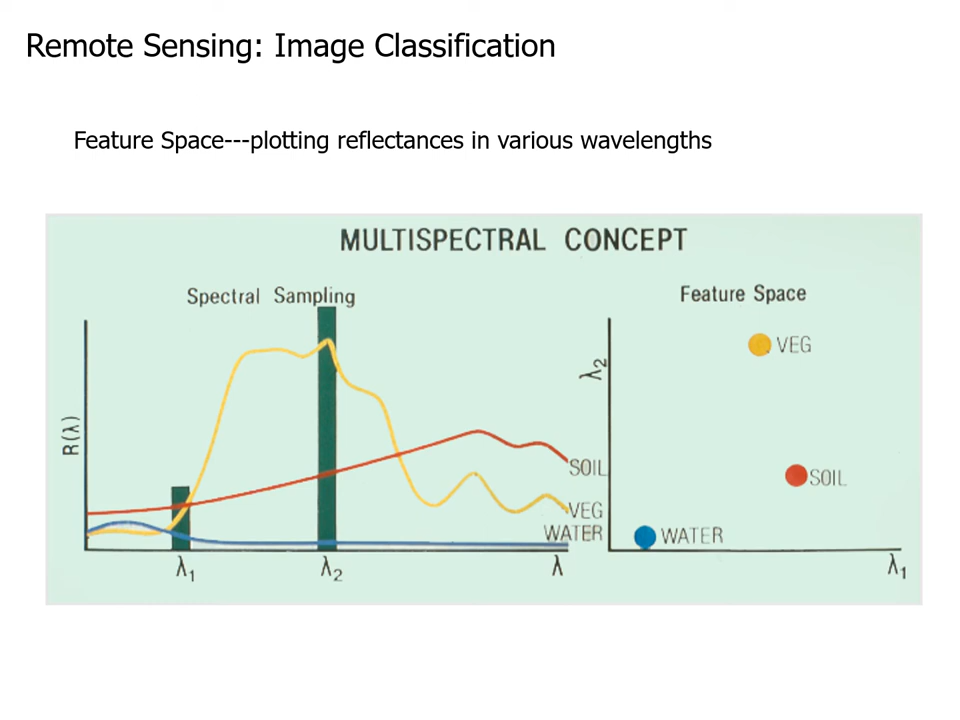 Remote Sensing: Image Classification
Feature Space---plotting reflectances in various wavelengths
MULTISPECTRAL CONCEPT
Spectral Sampling
R(λ)
SOIL
VEG
WATER
λ1
λ2
λ
Feature Space
λ2
VEG
SOIL
WATER
λ1